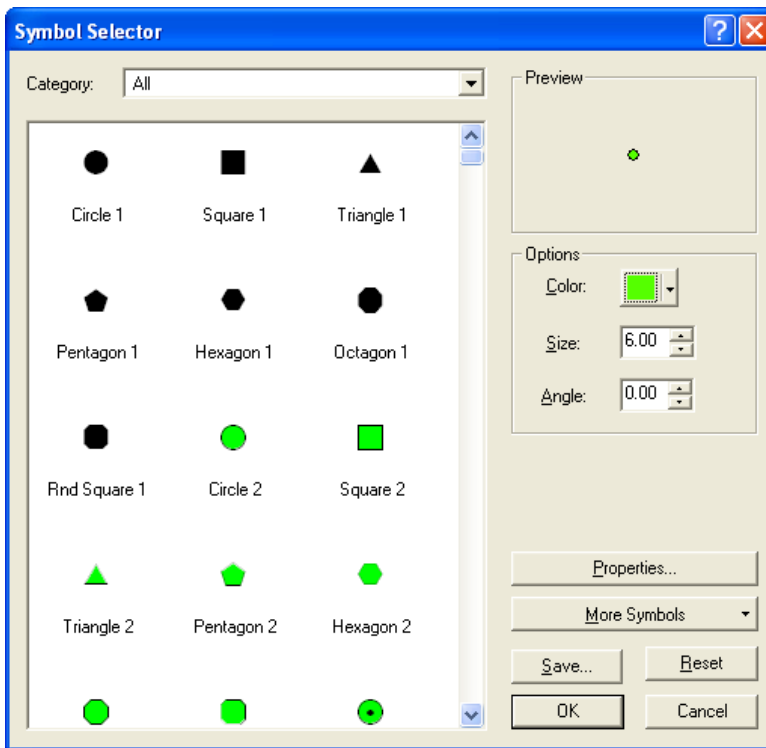 Symbol Selector
Category: All
Circle 1 Square 1 Triangle 1
Pentagon 1 Hexagon 1 Octagon 1
Rnd Square 1 Circle 2 Square 2
Triangle 2 Pentagon 2 Hexagon 2
Preview
Options
Color:
Size: 6.00
Angle: 0.00
Properties...
More Symbols
Save... Reset
OK Cancel